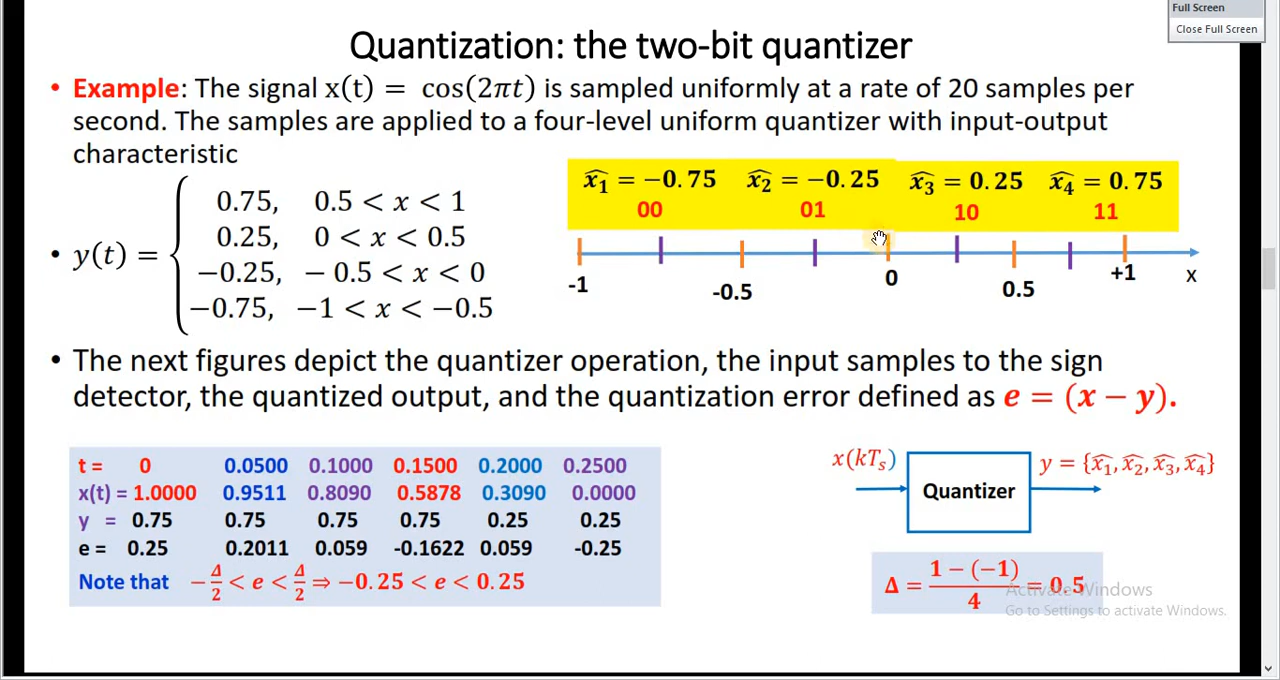 Full Screen
Close Full Screen
Quantization: the two-bit quantizer
• Example: The signal x(t) = cos(2πt) is sampled uniformly at a rate of 20 samples per
second. The samples are applied to a four-level uniform quantizer with input-output
characteristic
• y(t) = {
0.75, 0.5 < x < 1
0.25, 0 < x < 0.5
−0.25, − 0.5 < x < 0
−0.75, −1 < x < −0.5
x̂₁ = −0.75 x̂₂ = −0.25 x̂₃ = 0.25 x̂₄ = 0.75
00 01 10 11
-1 -0.5 0 0.5 +1 x
• The next figures depict the quantizer operation, the input samples to the sign
detector, the quantized output, and the quantization error defined as e = (x − y).
t = 0 0.0500 0.1000 0.1500 0.2000 0.2500
x(t) = 1.0000 0.9511 0.8090 0.5878 0.3090 0.0000
y = 0.75 0.75 0.75 0.75 0.25 0.25
e = 0.25 0.2011 0.059 -0.1622 0.059 -0.25
Note that −Δ/2 < e < Δ/2 ⇒ −0.25 < e < 0.25
x(kTₛ)
Quantizer
y = {x̂₁, x̂₂, x̂₃, x̂₄}
Δ = 1 − (−1)/4 = 0.5
Activate Windows
Go to Settings to activate Windows.